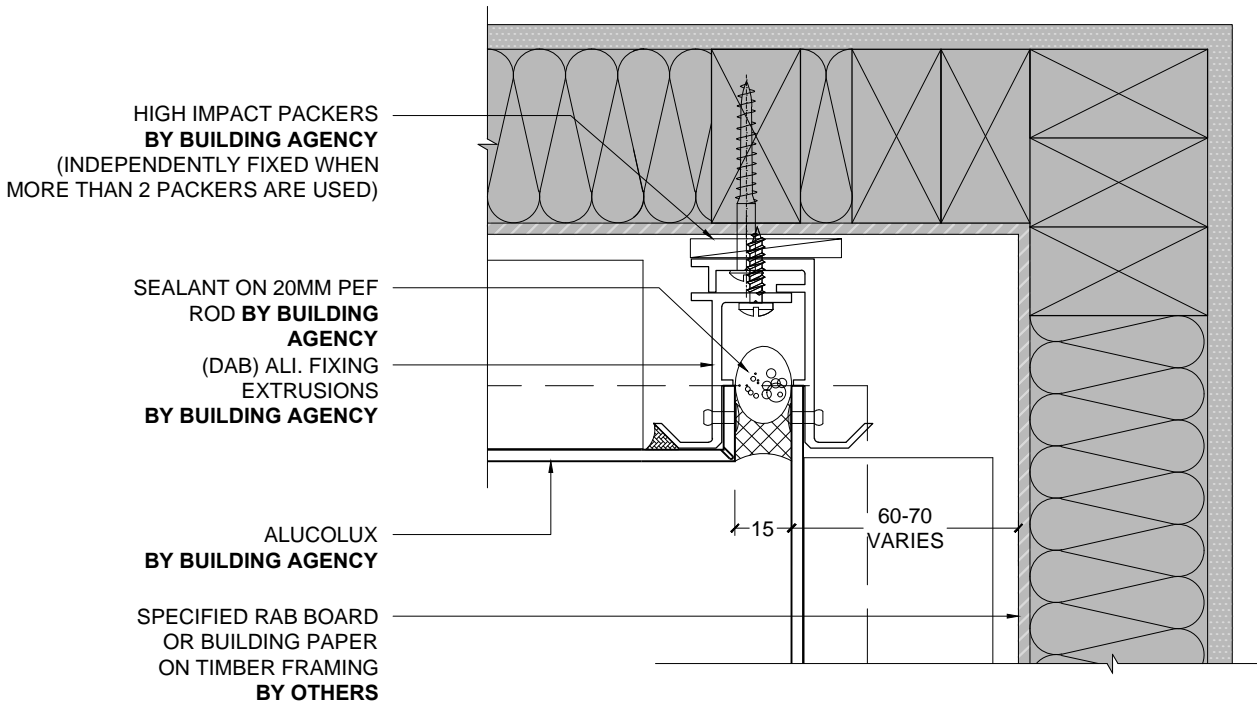 HIGH IMPACT PACKERS
BY BUILDING AGENCY
(INDEPENDENTLY FIXED WHEN
MORE THAN 2 PACKERS ARE USED)
SEALANT ON 20MM PEF
ROD BY BUILDING
AGENCY
(DAB) ALI. FIXING
EXTRUSIONS
BY BUILDING AGENCY
ALUCOLUX
BY BUILDING AGENCY
SPECIFIED RAB BOARD
OR BUILDING PAPER
ON TIMBER FRAMING
BY OTHERS
15
60-70
VARIES